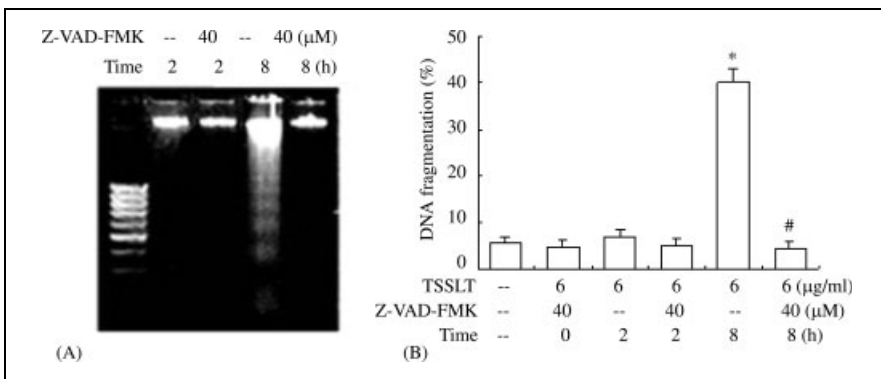 Z-VAD-FMK -- 40 -- 40 (μM)
Time 2 2 8 8 (h)
(A)
DNA fragmentation (%)
50
40
30
20
10
0
*
#
TSSLT -- 6 6 6 6 6 (μg/ml)
Z-VAD-FMK -- 40 -- 40 -- 40 (μM)
Time -- 0 2 2 8 8 (h)
(B)